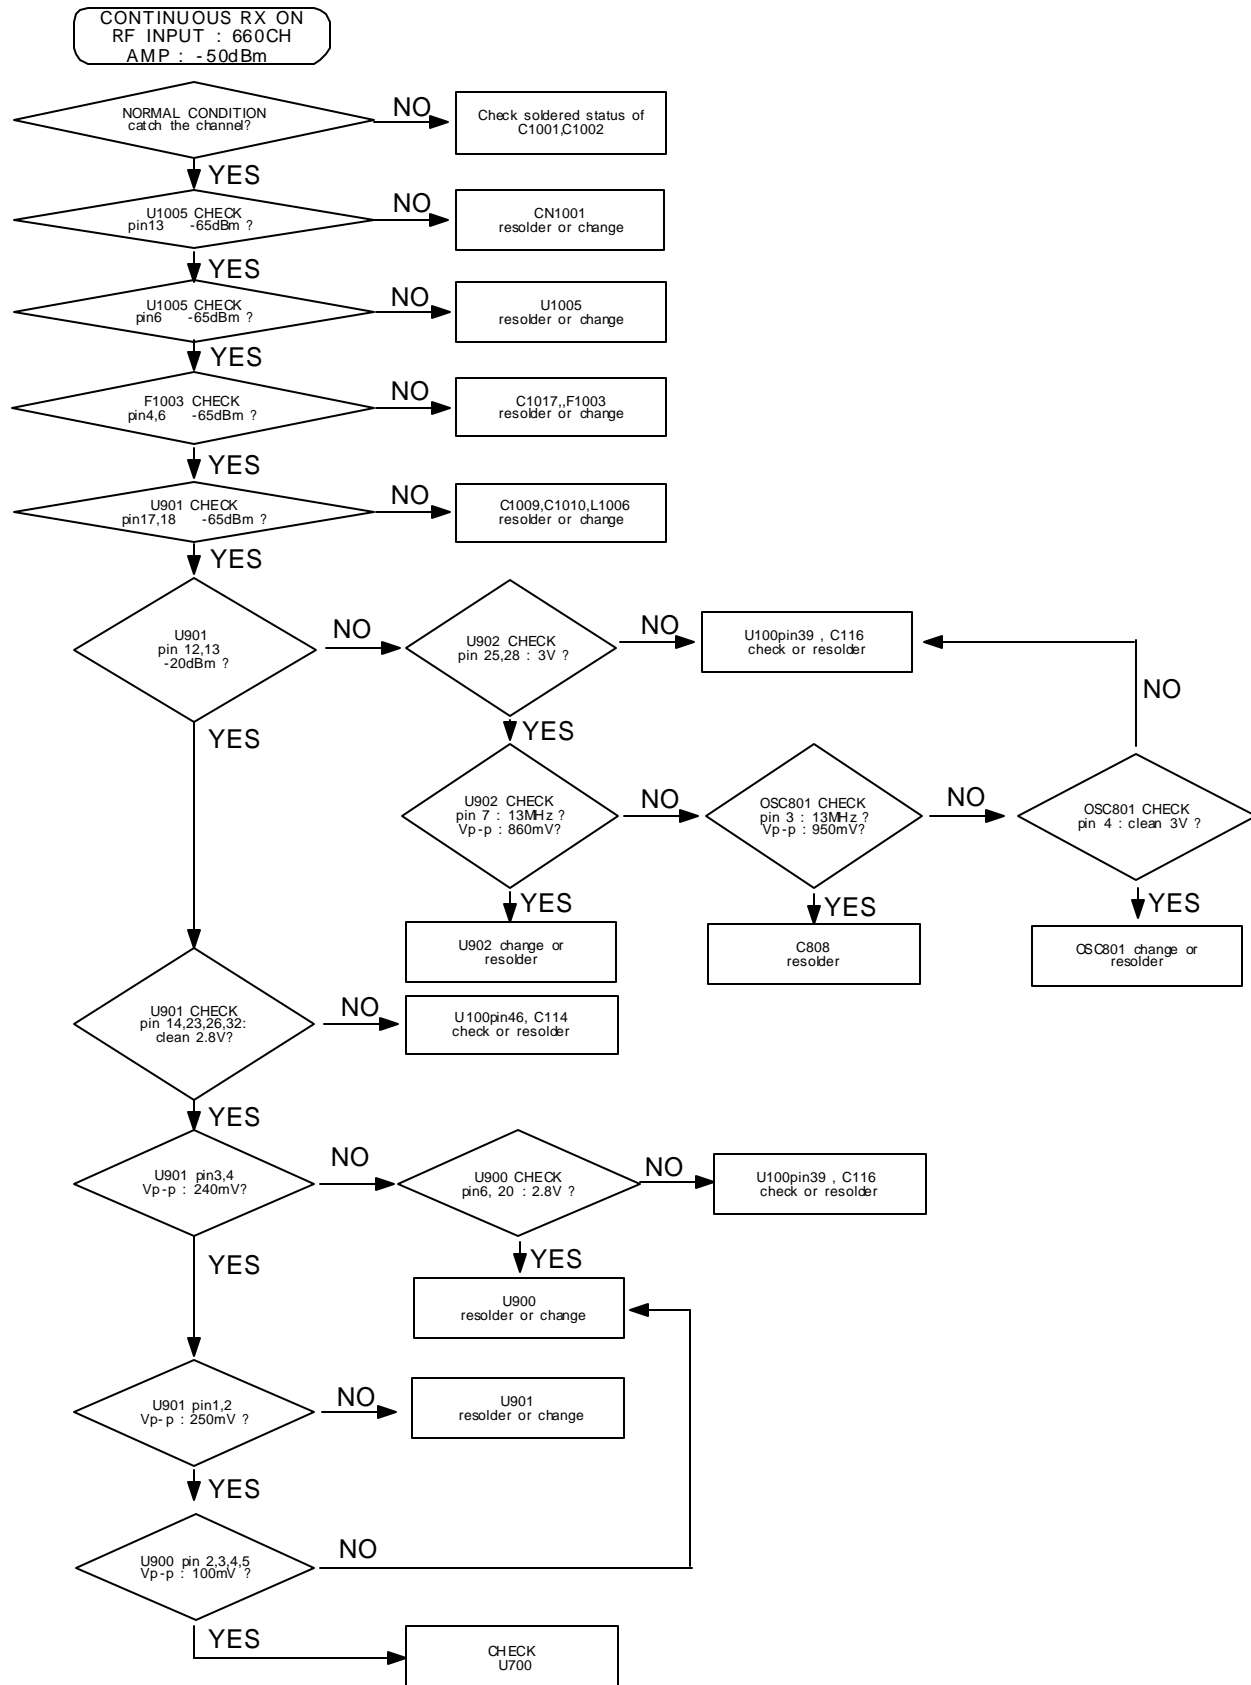 CONTINUOUS RX ON
RF INPUT : 660CH
AMP : -50dBm
NORMAL CONDITION
catch the channel?
NO
Check soldered status of
C1001,C1002
YES
U1005 CHECK
pin13 -65dBm ?
NO
CN1001
resolder or change
YES
U1005 CHECK
pin6 -65dBm ?
NO
U1005
resolder or change
YES
F1003 CHECK
pin4,6 -65dBm ?
NO
C1017,,F1003
resolder or change
YES
U901 CHECK
pin17,18 -65dBm ?
NO
C1009,C1010,L1006
resolder or change
YES
U901
pin 12,13
-20dBm ?
NO
U902 CHECK
pin 25,28 : 3V ?
NO
U100pin39 , C116
check or resolder
NO
YES
YES
U902 CHECK
pin 7 : 13MHz ?
Vp-p : 860mV?
NO
OSC801 CHECK
pin 3 : 13MHz ?
Vp-p : 950mV?
NO
OSC801 CHECK
pin 4 : clean 3V ?
YES
YES
YES
U902 change or
resolder
C808
resolder
OSC801 change or
resolder
U901 CHECK
pin 14,23,26,32:
clean 2.8V?
NO
U100pin46, C114
check or resolder
YES
U901 pin3,4
Vp-p : 240mV?
NO
U900 CHECK
pin6, 20 : 2.8V ?
NO
U100pin39 , C116
check or resolder
YES
YES
U900
resolder or change
U901 pin1,2
Vp-p : 250mV ?
NO
U901
resolder or change
YES
U900 pin 2,3,4,5
Vp-p : 100mV ?
NO
YES
CHECK
U700